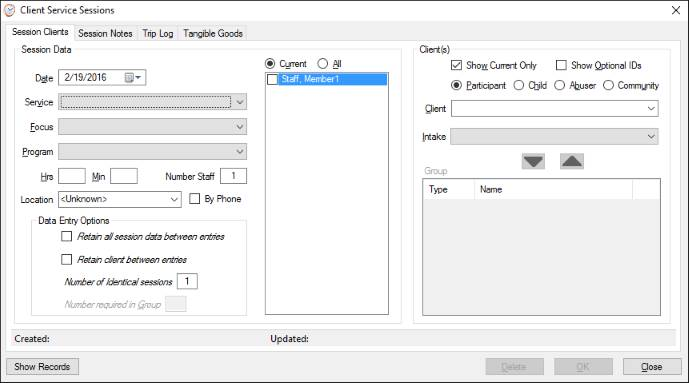 Client Service Sessions
Session Clients Session Notes Trip Log Tangible Goods
Session Data
Date 2/19/2016
Service
Focus
Program
Hrs Min Number Staff 1
Location <Unknown> By Phone
Data Entry Options
Retain all session data between entries
Retain client between entries
Number of Identical sessions 1
Number required in Group
Current All
Staff, Member1
Client(s)
Show Current Only Show Optional IDs
Participant Child Abuser Community
Client
Intake
Group
Type Name
Created: Updated:
Show Records Delete OK Close